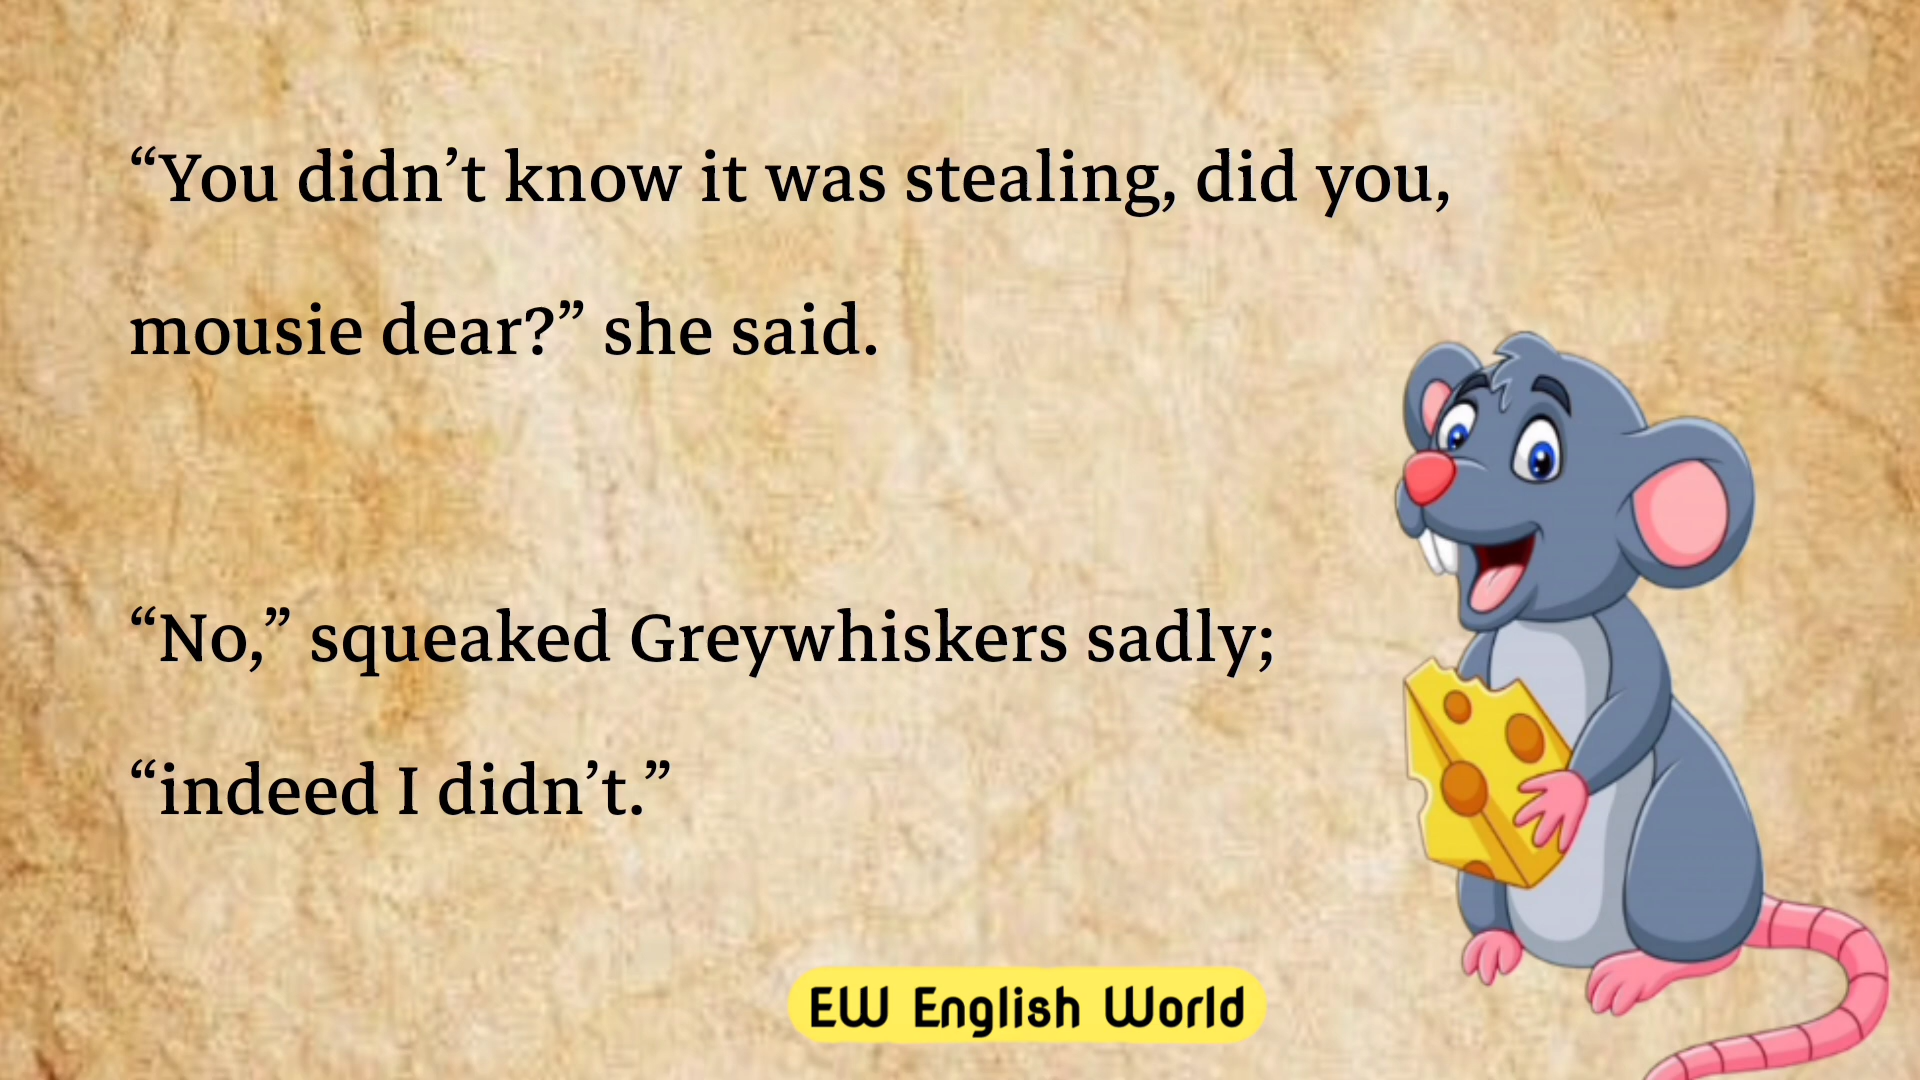 “You didn’t know it was stealing, did you,
mousie dear?” she said.
“No,” squeaked Greywhiskers sadly;
“indeed I didn’t.”
EW English World